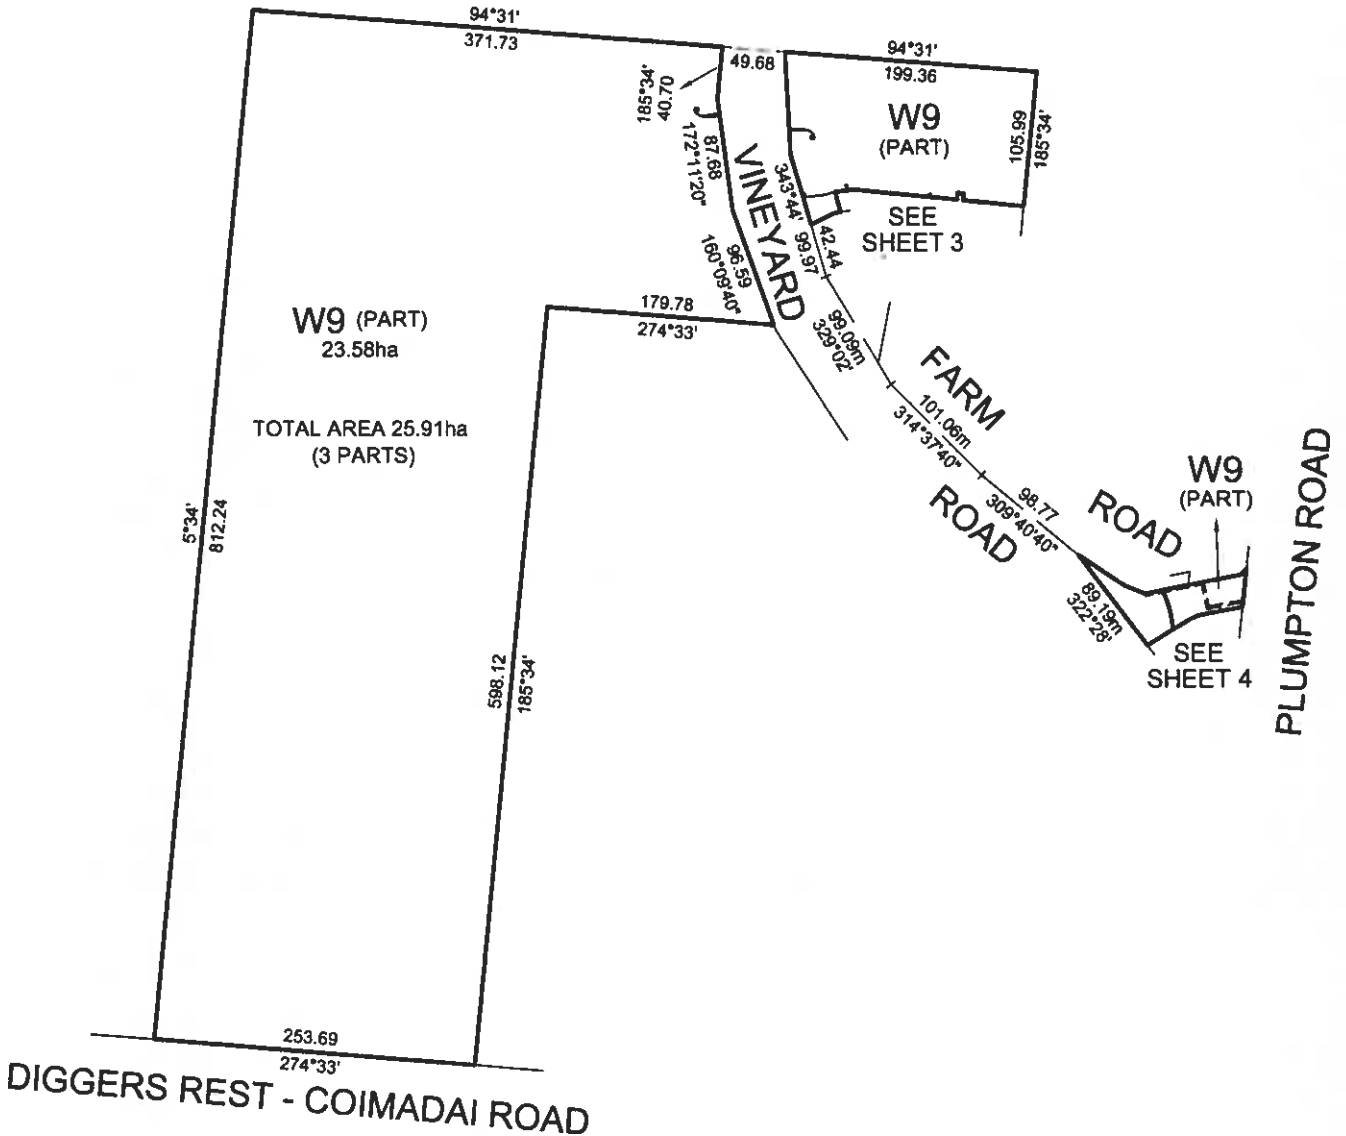 94°31'
371.73
49.68
94°31'
199.36
185°34'
40.70
W9
(PART)
105.99
185°34'
87.68
172°11'20"
VINEYARD
343°44'
99.97
42.44
SEE
SHEET 3
96.59
160°09'40"
179.78
274°33'
W9 (PART)
23.58ha
99.09m
329°02'
FARM
TOTAL AREA 25.91ha
(3 PARTS)
101.06m
314°37'40"
W9
(PART)
PLUMPTON ROAD
ROAD
98.77
309°40'40"
ROAD
5°34'
812.24
89.19m
322°28'
SEE
SHEET 4
598.12
185°34'
253.69
274°33'
DIGGERS REST - COIMADAI ROAD